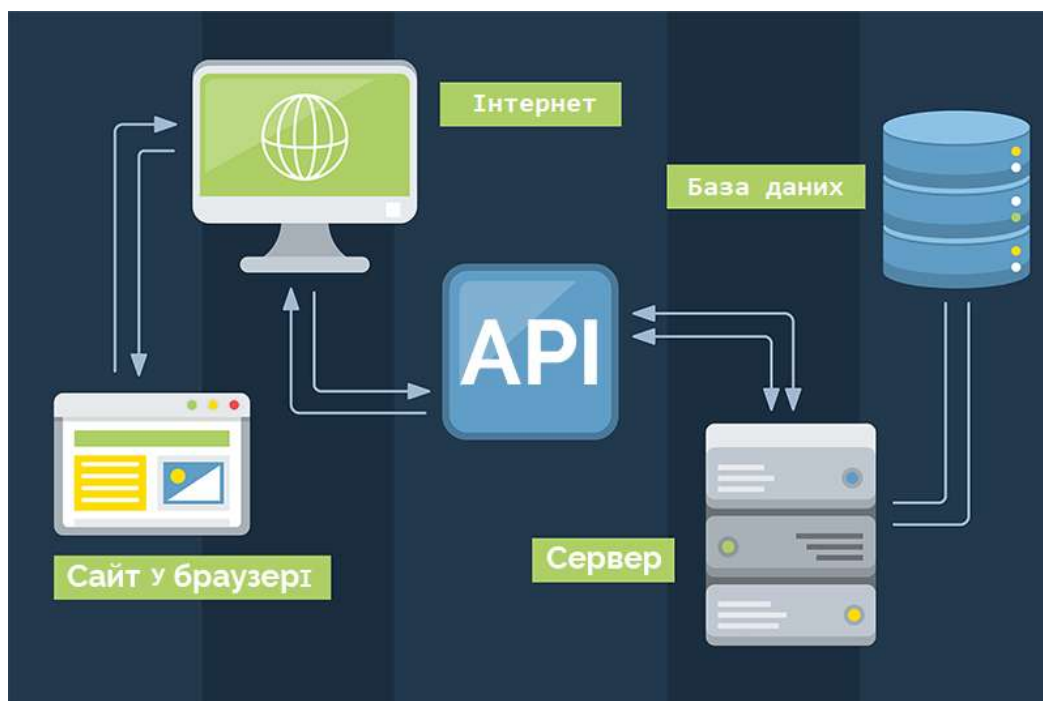 Інтернет
База даних
API
Сервер
Сайт у браузері